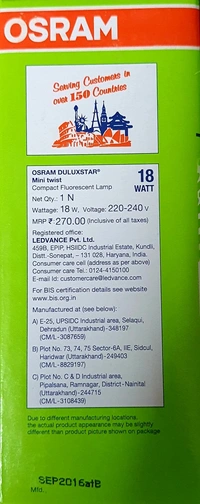 OSRAM
Serving Customers in
over 150 Countries
OSRAM DULUXSTAR®
Mini twist
Compact Fluorescent Lamp
18
WATT
Net Qty.: 1 N
Wattage: 18 W, Voltage: 220-240 V
MRP ₹:270.00 (Inclusive of all taxes)
Registered office:
LEDVANCE Pvt. Ltd.
459B, EPIP, HSIIDC Industrial Estate, Kundli,
Distt.-Sonepat, - 131 028, Haryana, India.
Consumer care cell (address as per above)
Consumer care Tel.: 0124-4150100
E-mail Id: customercare@ledvance.com
For BIS certification details see website
www.bis.org.in
Manufactured at (see below):
A) E-25, UPSIDC Industrial area, Selaqui,
Dehradun (Uttarakhand)-348197
(CM/L-3087659)
B) Plot No. 73, 74, 75 Sector-6A, IIE, Sidcul,
Haridwar (Uttarakhand)-249403
(CM/L-8829197)
C) Plot No. C & D Industrial area,
Pipalsana, Ramnagar, District-Nainital
(Uttarakhand)-244715
(CM/L-3108439)
Due to different manufacturing locations,
the actual product appearance may be slightly
different than product picture shown on package
SEP2016atB
Mfd.